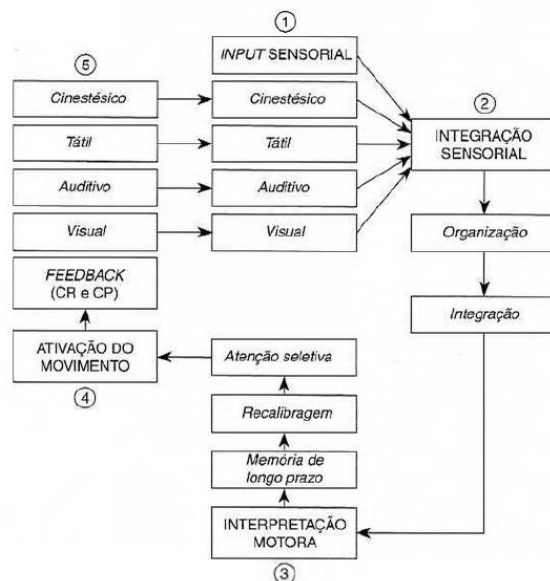 1
INPUT SENSORIAL
5
Cinestésico
Cinestésico
2
INTEGRAÇÃO
SENSORIAL
Tátil
Tátil
Auditivo
Auditivo
Visual
Visual
Organização
FEEDBACK
(CR e CP)
Integração
ATIVAÇÃO DO
MOVIMENTO
4
Atenção seletiva
Recalibragem
Memória de
longo prazo
INTERPRETAÇÃO
MOTORA
3